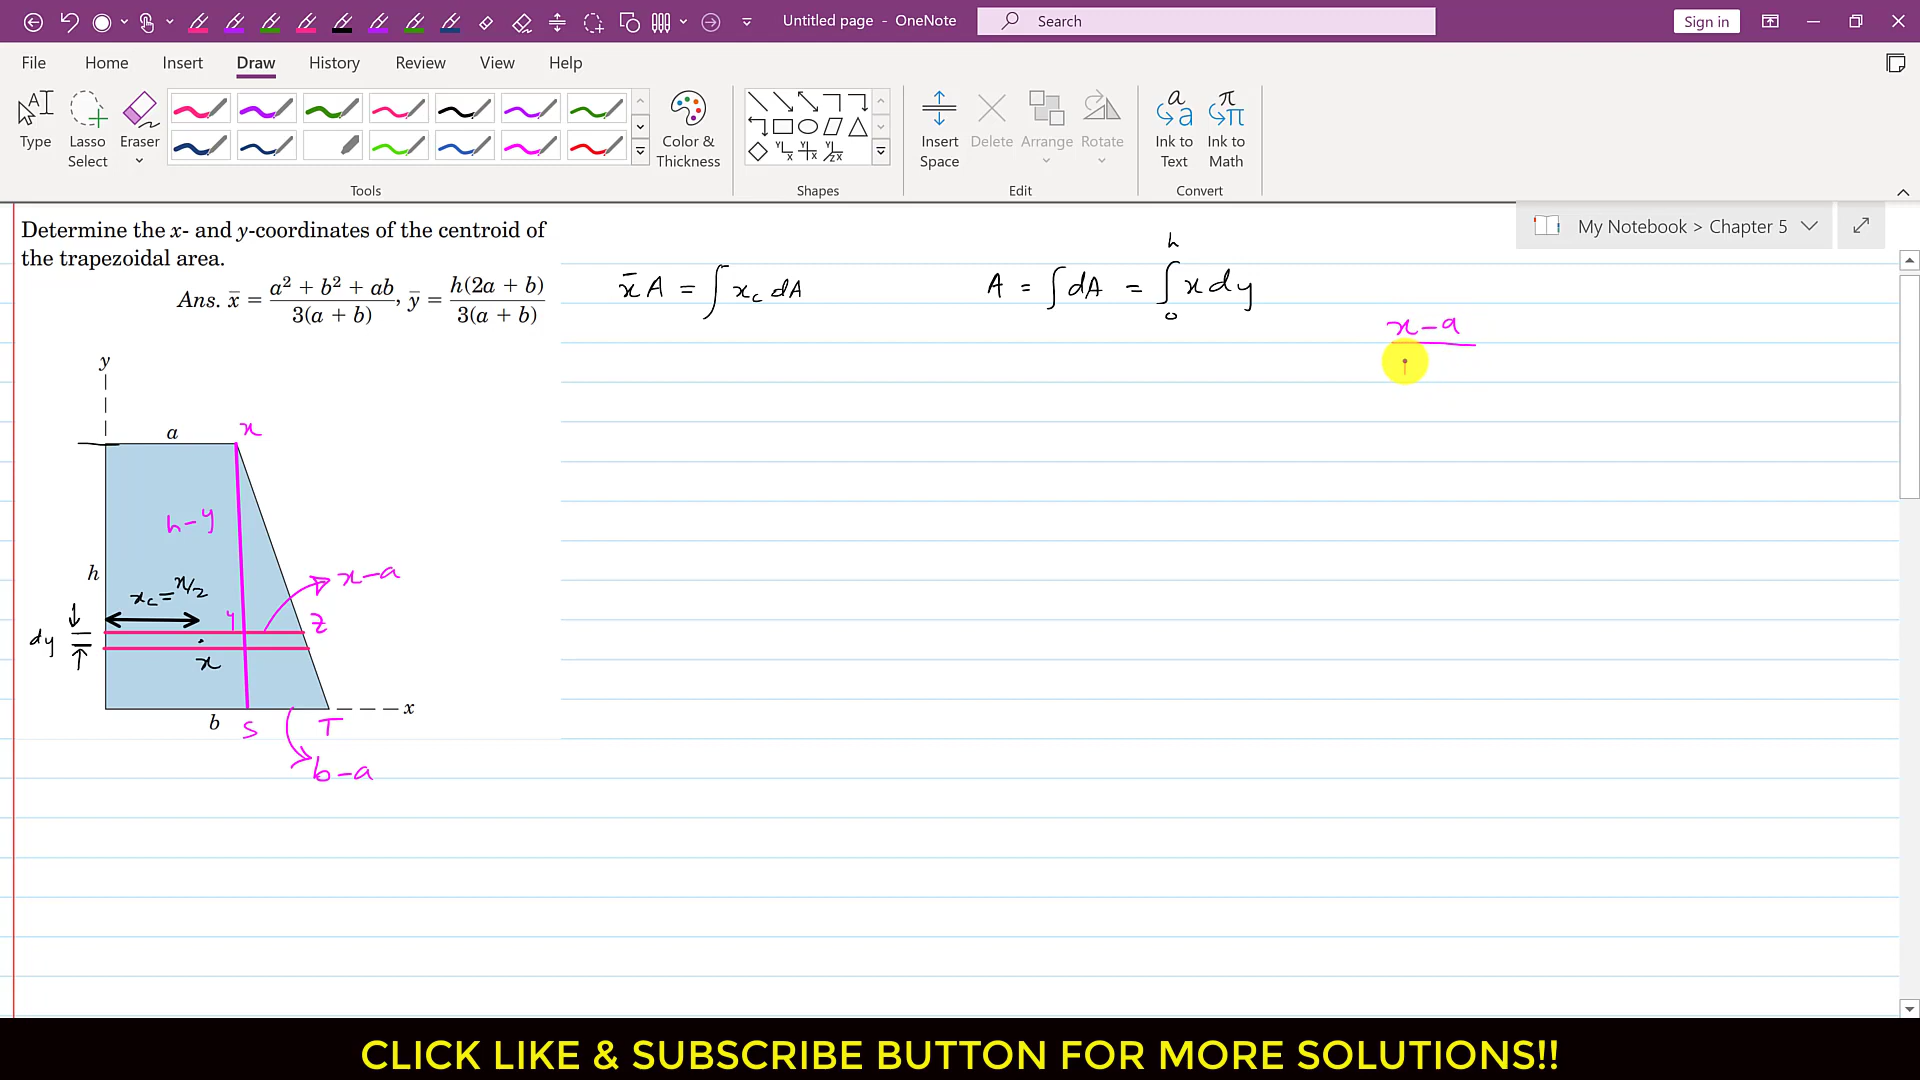 Untitled page - OneNote
Search
Sign in
File Home Insert Draw History Review View Help
Type
Lasso Select
Eraser
Color & Thickness
Insert Space
Delete
Arrange
Rotate
Ink to Text
Ink to Math
Tools
Shapes
Edit
Convert
My Notebook > Chapter 5
Determine the x- and y-coordinates of the centroid of
the trapezoidal area.
Ans. x̄ = (a² + b² + ab)/(3(a + b)), ȳ = (h(2a + b))/(3(a + b))
x̄ A = ∫ x_c dA
A = ∫ dA = ∫₀ʰ x dy
x - a
y
a
x
h - y
h
x_c = x/2
x - a
y
z
dy
x
x
b
S
T
b - a
CLICK LIKE & SUBSCRIBE BUTTON FOR MORE SOLUTIONS!!